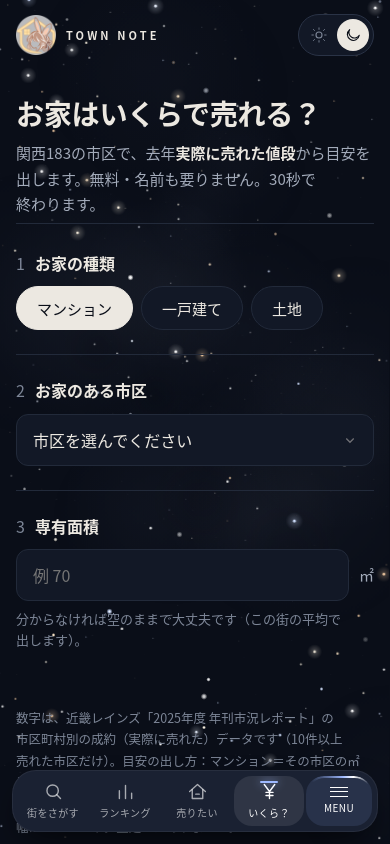 TOWN NOTE
お家はいくらで売れる？
関西183の市区で、去年実際に売れた値段から目安を
出します。無料・名前も要りません。30秒で
終わります。
1 お家の種類
マンション 一戸建て 土地
2 お家のある市区
市区を選んでください
3 専有面積
例 70 ㎡
分からなければ空のままで大丈夫です（この街の平均で
出します）。
数字は、近畿レインズ「2025年度 年刊市況レポート」の
市区町村別の成約（実際に売れた）データです（10件以上
売れた市区だけ）。目安の出し方：マンション＝その市区の㎡
街をさがす ランキング 売りたい いくら？ MENU